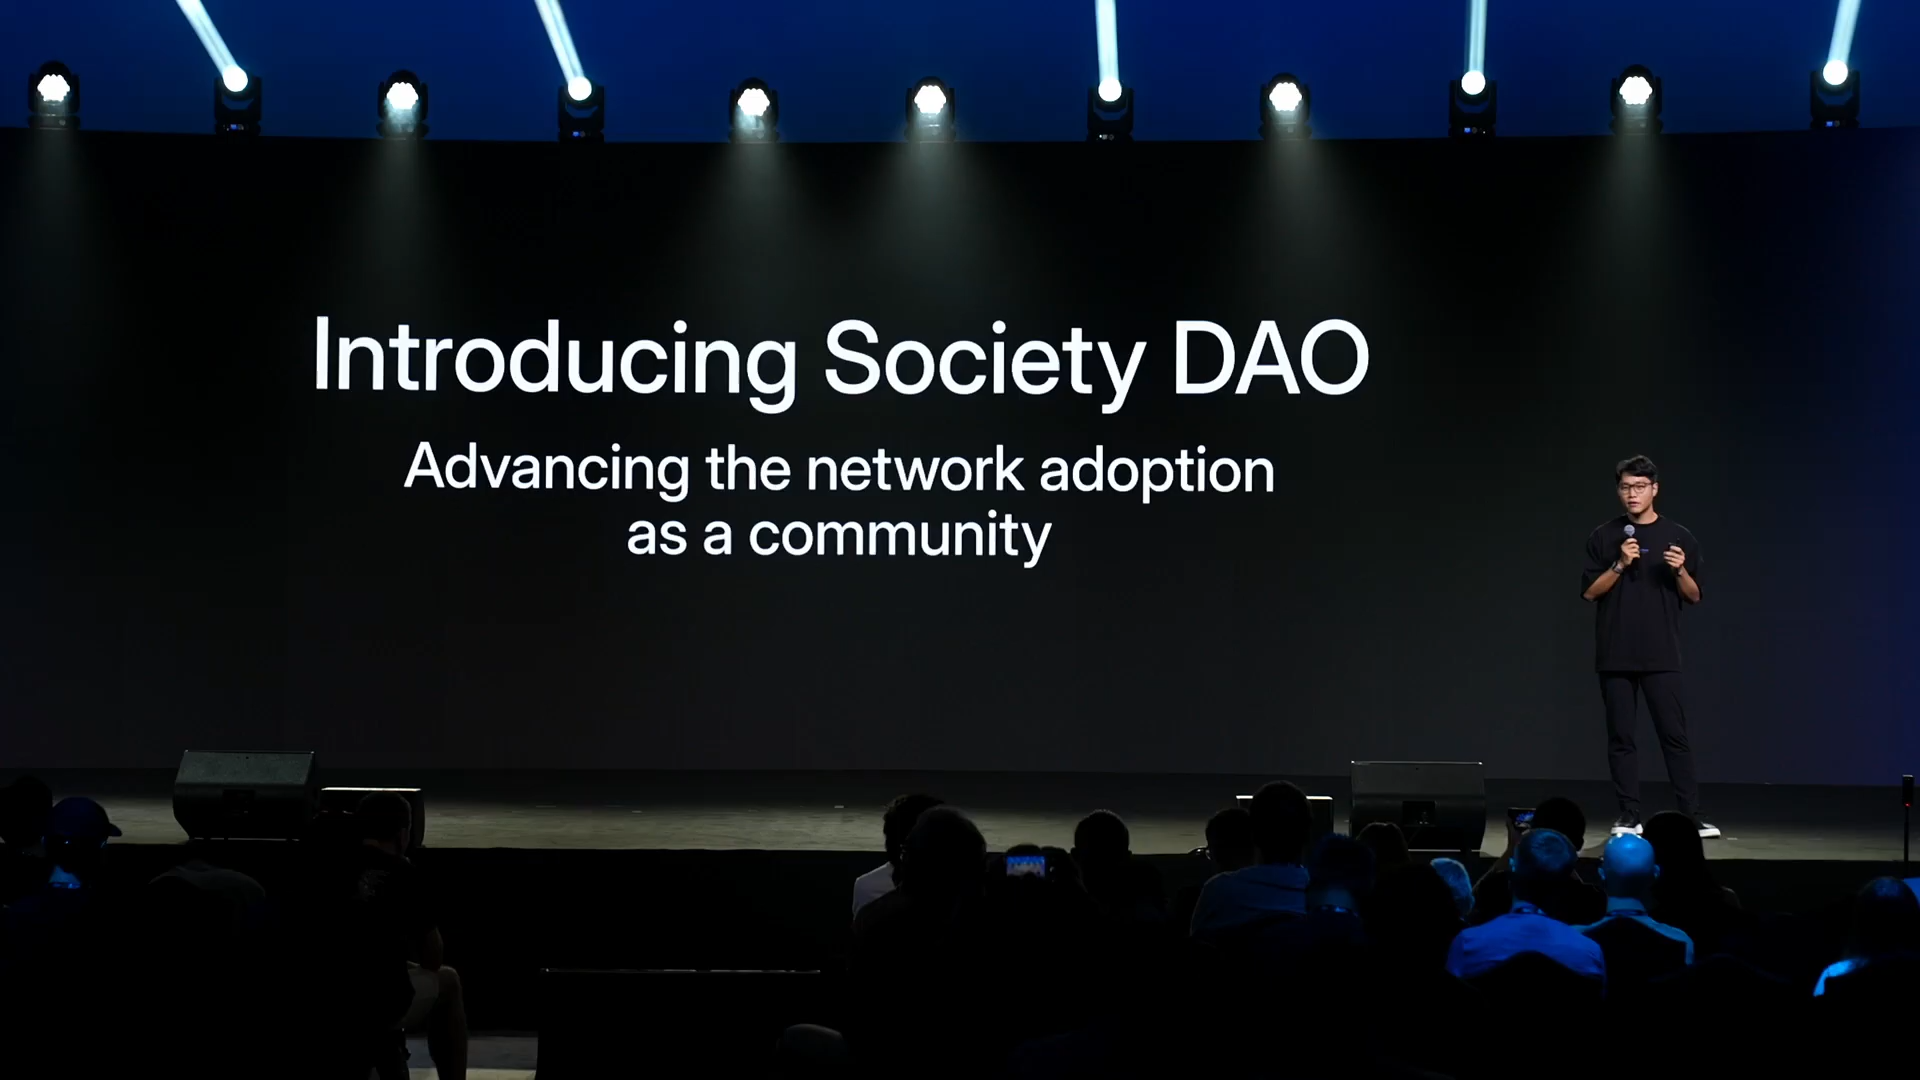 Introducing Society DAO
Advancing the network adoption
as a community